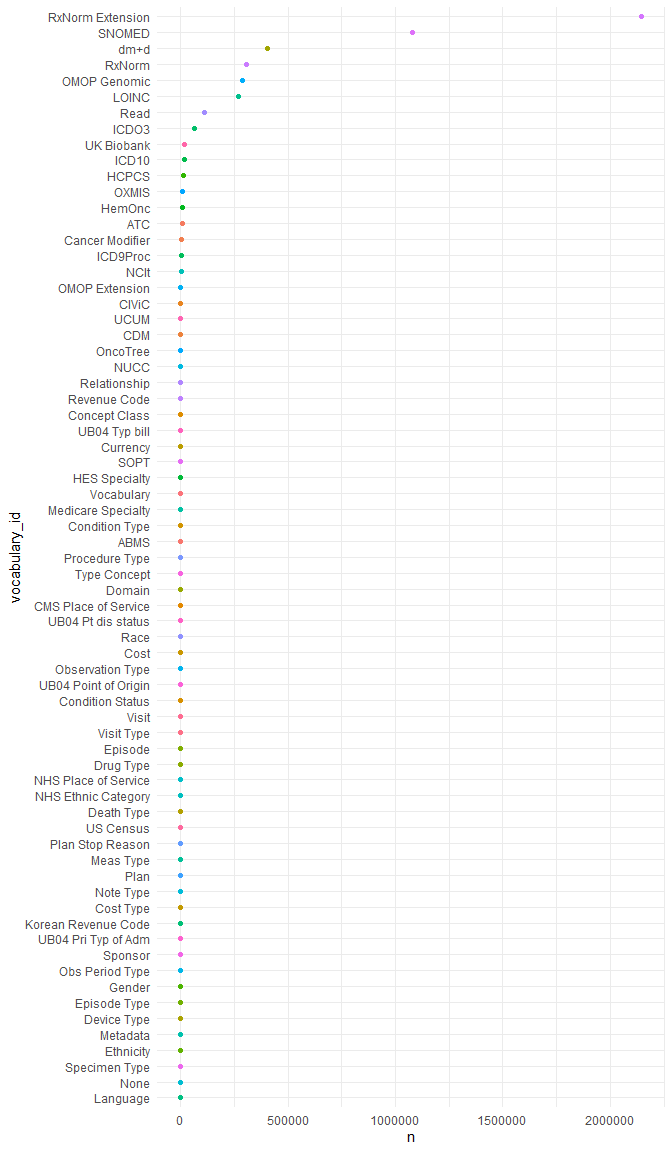 RxNorm Extension
SNOMED
dm+d
RxNorm
OMOP Genomic
LOINC
Read
ICDO3
UK Biobank
ICD10
HCPCS
OXMIS
HemOnc
ATC
Cancer Modifier
ICD9Proc
NCIt
OMOP Extension
CIViC
UCUM
CDM
OncoTree
NUCC
Relationship
Revenue Code
Concept Class
UB04 Typ bill
Currency
SOPT
HES Specialty
Vocabulary
Medicare Specialty
Condition Type
ABMS
Procedure Type
Type Concept
Domain
CMS Place of Service
UB04 Pt dis status
Race
Cost
Observation Type
UB04 Point of Origin
Condition Status
Visit
Visit Type
Episode
Drug Type
NHS Place of Service
NHS Ethnic Category
Death Type
US Census
Plan Stop Reason
Meas Type
Plan
Note Type
Cost Type
Korean Revenue Code
UB04 Pri Typ of Adm
Sponsor
Obs Period Type
Gender
Episode Type
Device Type
Metadata
Ethnicity
Specimen Type
None
Language
vocabulary_id
0 500000 1000000 1500000 2000000
n